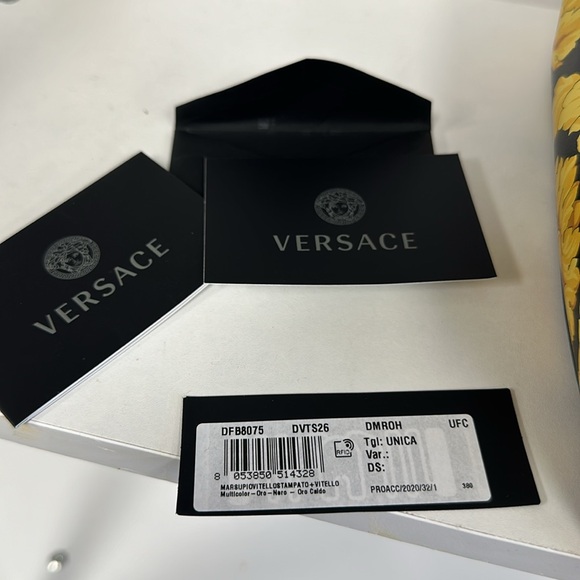 VERSACE
VERSACE
DFB8075 DVTS26 DMROH UFC
Tgl: UNICA
Var.:
DS:
RFID
8 053850 514328
MARSUPIOVITELLOSTAMPATO+VITELLO
Multicolor-Oro-Nero - Oro Caldo
PROACC/2020/32/1 380